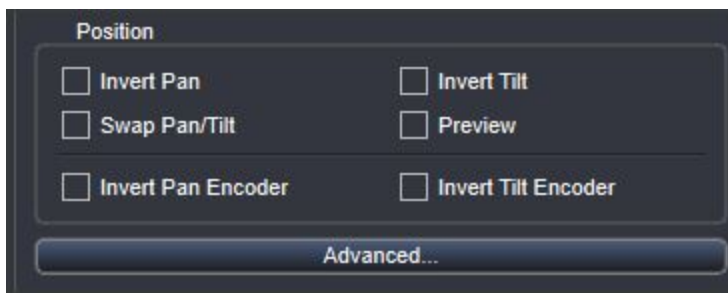 Position
Invert Pan
Invert Tilt
Swap Pan/Tilt
Preview
Invert Pan Encoder
Invert Tilt Encoder
Advanced...